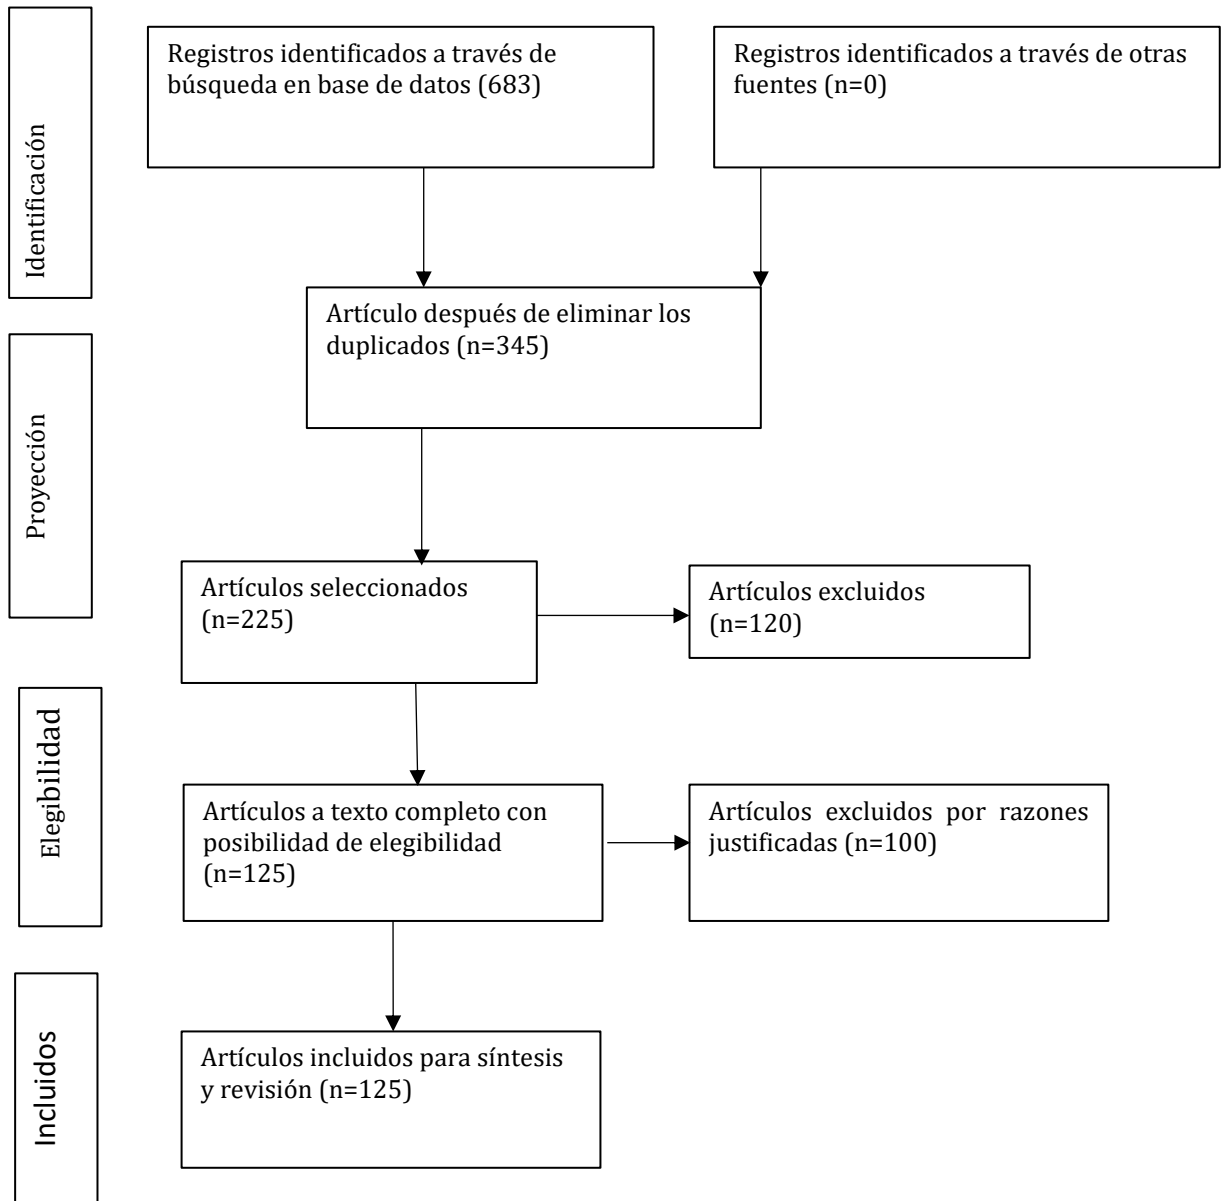 Identificación
Registros identificados a través de
búsqueda en base de datos (683)
Registros identificados a través de otras
fuentes (n=0)
Artículo después de eliminar los
duplicados (n=345)
Proyección
Artículos seleccionados
(n=225)
Artículos excluidos
(n=120)
Elegibilidad
Artículos a texto completo con
posibilidad de elegibilidad
(n=125)
Artículos excluidos por razones
justificadas (n=100)
Incluidos
Artículos incluidos para síntesis
y revisión (n=125)